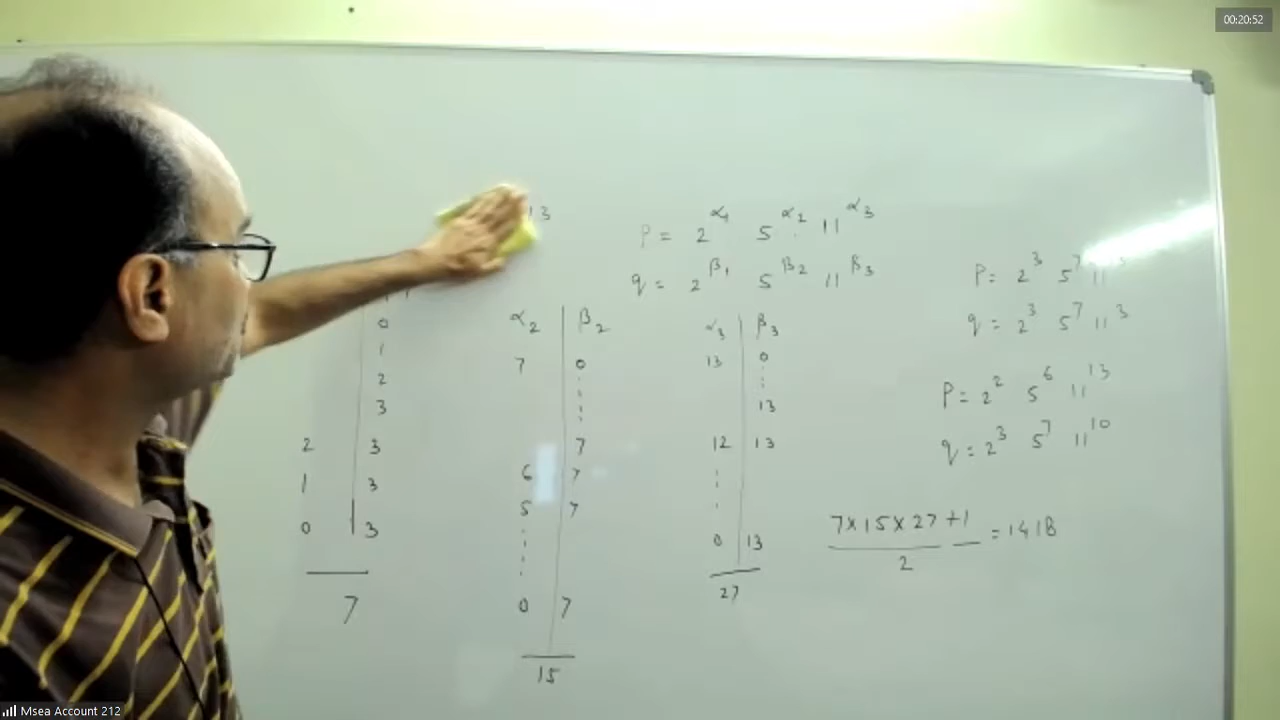 00:20:52
13
P = 2^α₁ 5^α₂ 11^α₃
q = 2^β₁ 5^β₂ 11^β₃
0
1
2
3
2 3
1 3
0 3
7
α₂ β₂
7 0
7
6 7
5 7
0 7
15
α₃ β₃
13 0
13
12 13
0 13
27
P = 2^3 5^7 11
q = 2^3 5^7 11^3
P = 2^2 5^6 11^13
q = 2^3 5^7 11^10
7×15×27+1
2
= 1418
Msea Account 212